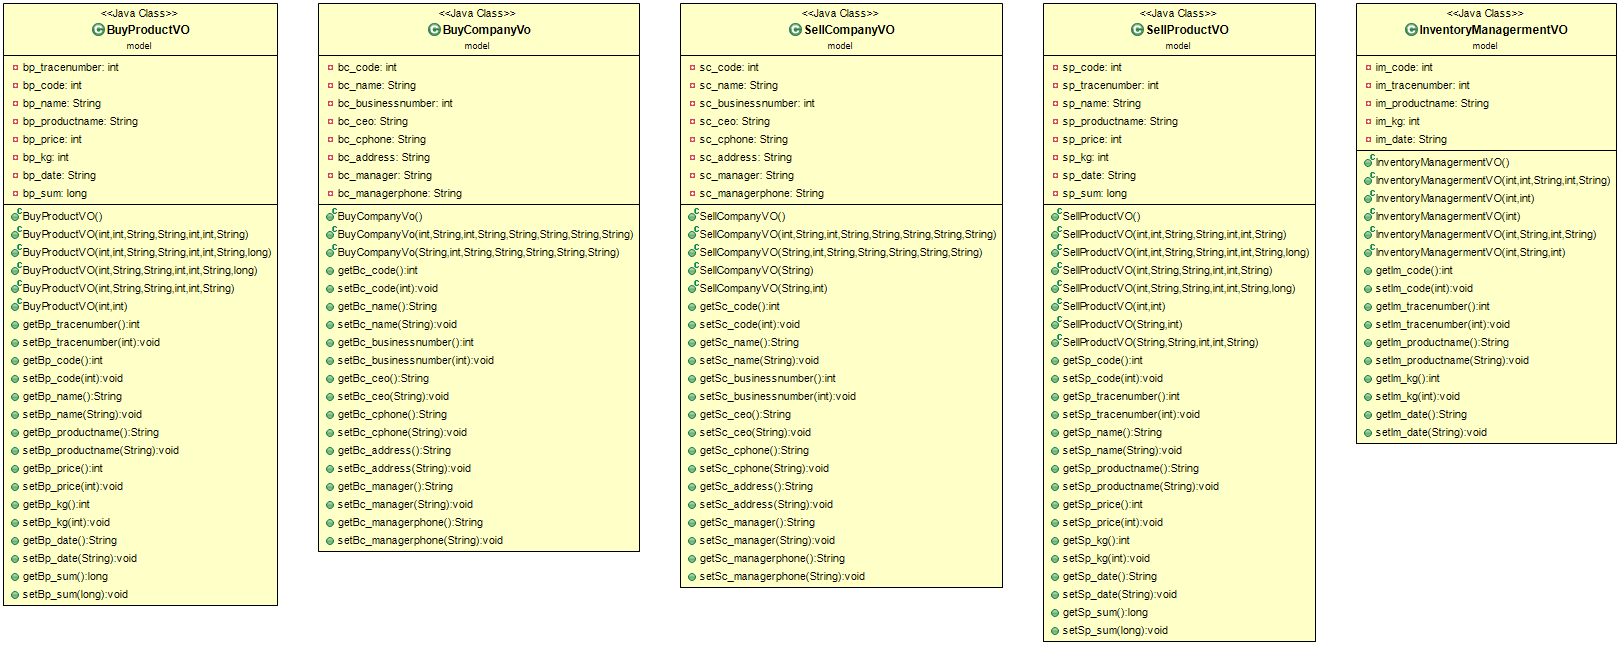 <<Java Class>>
BuyProductVO
model
bp_tracenumber: int
bp_code: int
bp_name: String
bp_productname: String
bp_price: int
bp_kg: int
bp_date: String
bp_sum: long
BuyProductVO()
BuyProductVO(int,int,String,String,int,int,String)
BuyProductVO(int,int,String,String,int,int,String,long)
BuyProductVO(int,String,String,int,int,String,long)
BuyProductVO(int,String,String,int,int,String)
BuyProductVO(int,int)
getBp_tracenumber():int
setBp_tracenumber(int):void
getBp_code():int
setBp_code(int):void
getBp_name():String
setBp_name(String):void
getBp_productname():String
setBp_productname(String):void
getBp_price():int
setBp_price(int):void
getBp_kg():int
setBp_kg(int):void
getBp_date():String
setBp_date(String):void
getBp_sum():long
setBp_sum(long):void
<<Java Class>>
BuyCompanyVo
model
bc_code: int
bc_name: String
bc_businessnumber: int
bc_ceo: String
bc_cphone: String
bc_address: String
bc_manager: String
bc_managerphone: String
BuyCompanyVo()
BuyCompanyVo(int,String,int,String,String,String,String,String)
BuyCompanyVo(String,int,String,String,String,String,String)
getBc_code():int
setBc_code(int):void
getBc_name():String
setBc_name(String):void
getBc_businessnumber():int
setBc_businessnumber(int):void
getBc_ceo():String
setBc_ceo(String):void
getBc_cphone():String
setBc_cphone(String):void
getBc_address():String
setBc_address(String):void
getBc_manager():String
setBc_manager(String):void
getBc_managerphone():String
setBc_managerphone(String):void
<<Java Class>>
SellCompanyVO
model
sc_code: int
sc_name: String
sc_businessnumber: int
sc_ceo: String
sc_cphone: String
sc_address: String
sc_manager: String
sc_managerphone: String
SellCompanyVO()
SellCompanyVO(int,String,int,String,String,String,String,String)
SellCompanyVO(String,int,String,String,String,String,String)
SellCompanyVO(String)
SellCompanyVO(String,int)
getSc_code():int
setSc_code(int):void
getSc_name():String
setSc_name(String):void
getSc_businessnumber():int
setSc_businessnumber(int):void
getSc_ceo():String
setSc_ceo(String):void
getSc_cphone():String
setSc_cphone(String):void
getSc_address():String
setSc_address(String):void
getSc_manager():String
setSc_manager(String):void
getSc_managerphone():String
setSc_managerphone(String):void
<<Java Class>>
SellProductVO
model
sp_code: int
sp_tracenumber: int
sp_name: String
sp_productname: String
sp_price: int
sp_kg: int
sp_date: String
sp_sum: long
SellProductVO()
SellProductVO(int,int,String,String,int,int,String)
SellProductVO(int,int,String,String,int,int,String,long)
SellProductVO(int,String,String,int,int,String)
SellProductVO(int,String,String,int,int,String,long)
SellProductVO(int,int)
SellProductVO(String,int)
SellProductVO(String,String,int,int,String)
getSp_code():int
setSp_code(int):void
getSp_tracenumber():int
setSp_tracenumber(int):void
getSp_name():String
setSp_name(String):void
getSp_productname():String
setSp_productname(String):void
getSp_price():int
setSp_price(int):void
getSp_kg():int
setSp_kg(int):void
getSp_date():String
setSp_date(String):void
getSp_sum():long
setSp_sum(long):void
<<Java Class>>
InventoryManagermentVO
model
im_code: int
im_tracenumber: int
im_productname: String
im_kg: int
im_date: String
InventoryManagermentVO()
InventoryManagermentVO(int,int,String,int,String)
InventoryManagermentVO(int,int)
InventoryManagermentVO(int)
InventoryManagermentVO(int,String,int,String)
InventoryManagermentVO(int,String,int)
getIm_code():int
setIm_code(int):void
getIm_tracenumber():int
setIm_tracenumber(int):void
getIm_productname():String
setIm_productname(String):void
getIm_kg():int
setIm_kg(int):void
getIm_date():String
setIm_date(String):void